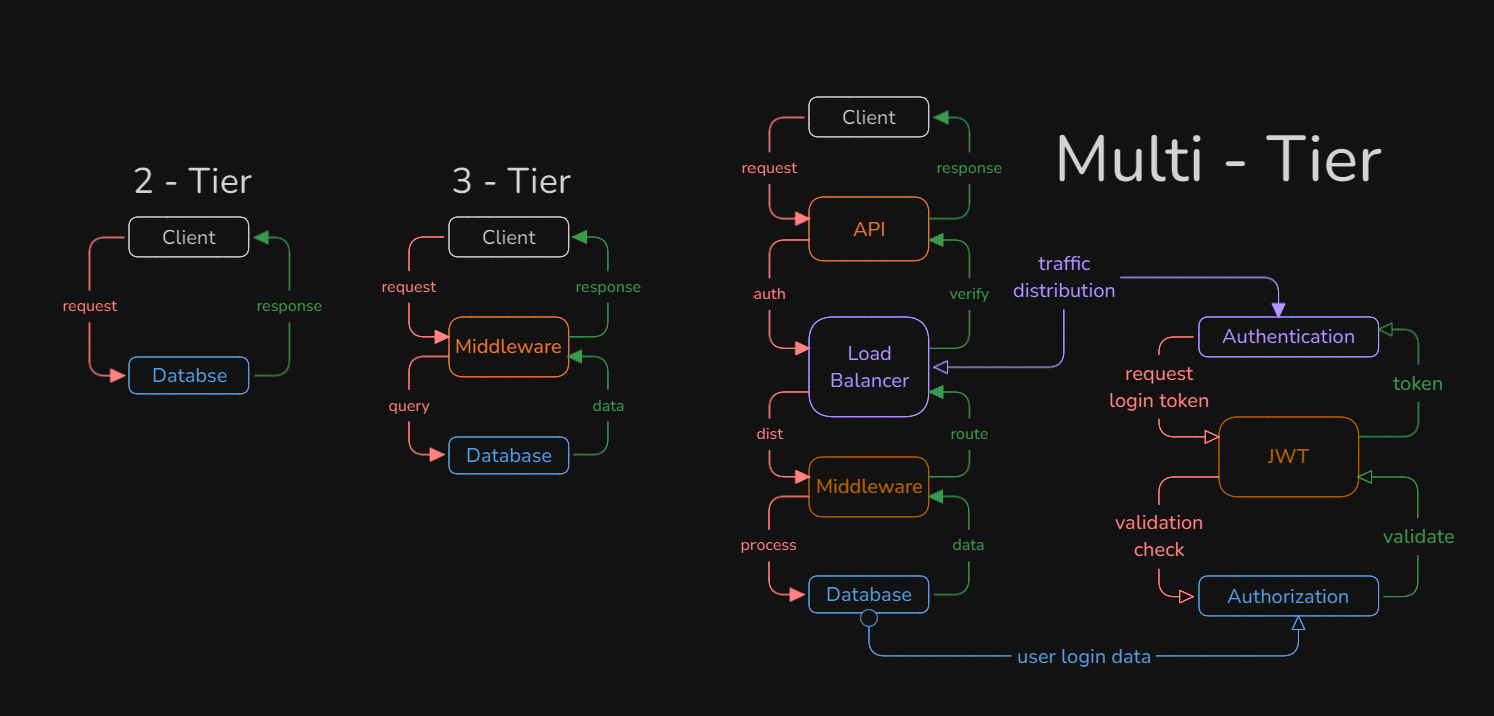 2 - Tier
Client
request
response
Databse
3 - Tier
Client
request
response
Middleware
query
data
Database
Multi - Tier
Client
request
response
API
auth
verify
Load
Balancer
dist
route
Middleware
process
data
Database
traffic
distribution
Authentication
request
login token
token
JWT
validation
check
validate
Authorization
user login data